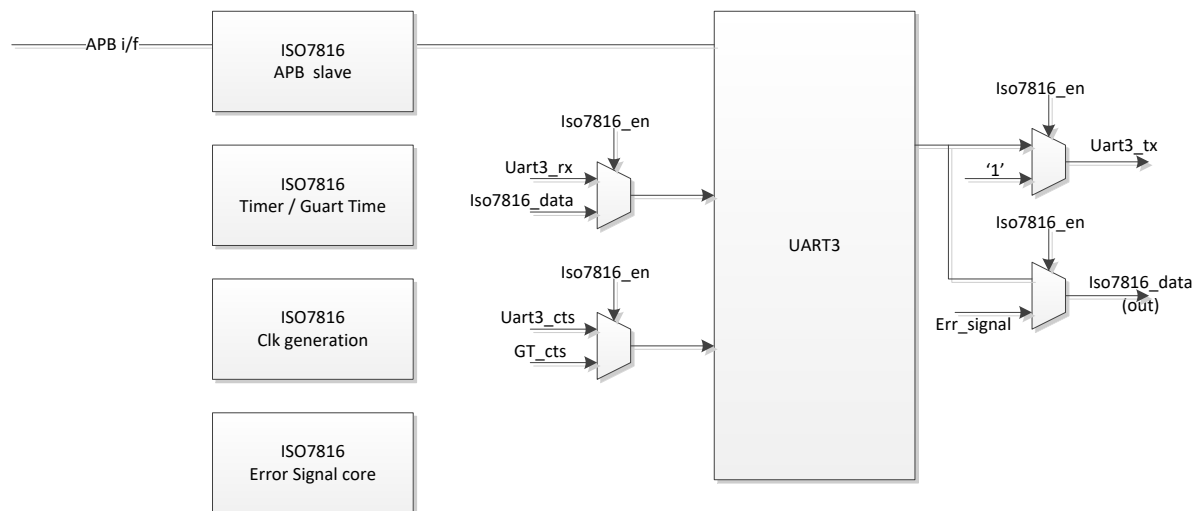 APB i/f
ISO7816
APB slave
ISO7816
Timer / Guart Time
ISO7816
Clk generation
ISO7816
Error Signal core
Iso7816_en
Uart3_rx
Iso7816_data
Iso7816_en
Uart3_cts
GT_cts
UART3
Iso7816_en
Uart3_tx
‘1’
Iso7816_en
Iso7816_data
(out)
Err_signal